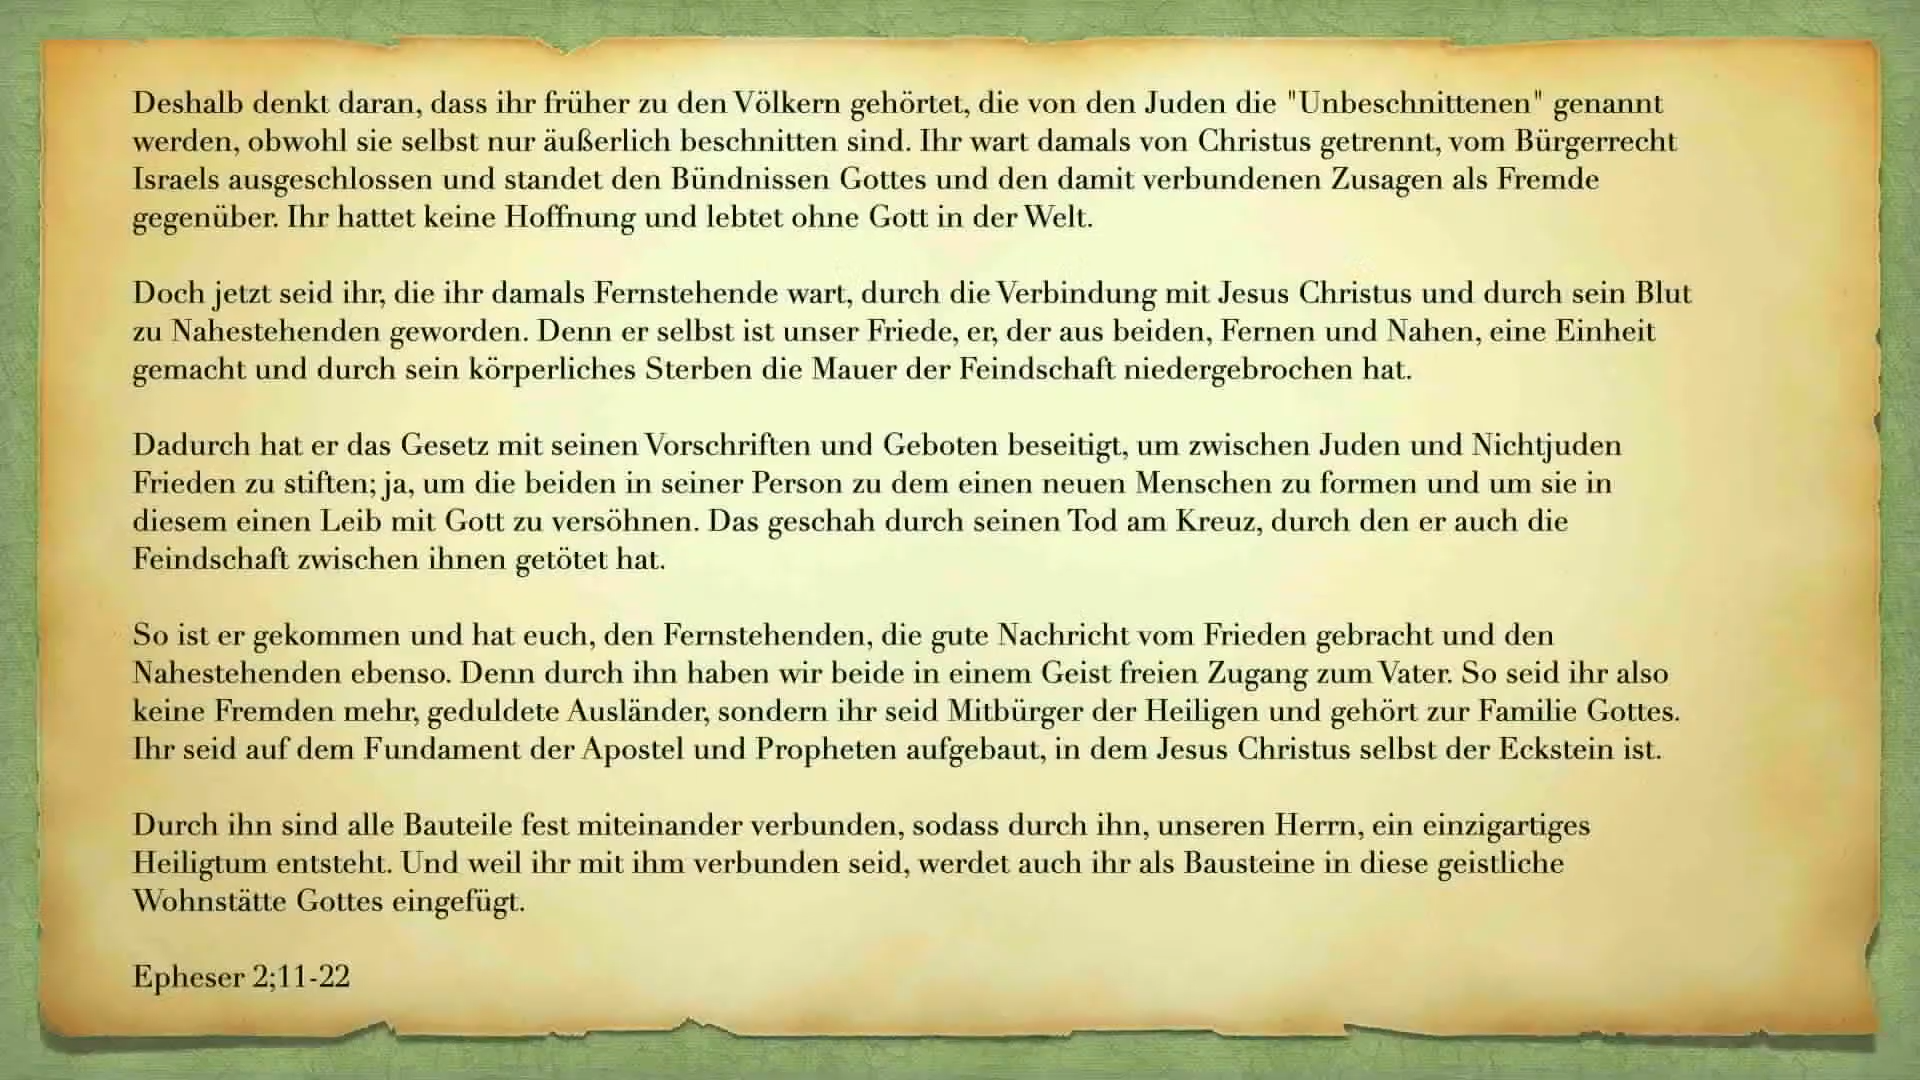 Deshalb denkt daran, dass ihr früher zu den Völkern gehörtet, die von den Juden die "Unbeschnittenen" genannt
werden, obwohl sie selbst nur äußerlich beschnitten sind. Ihr wart damals von Christus getrennt, vom Bürgerrecht
Israels ausgeschlossen und standet den Bündnissen Gottes und den damit verbundenen Zusagen als Fremde
gegenüber. Ihr hattet keine Hoffnung und lebtet ohne Gott in der Welt.
Doch jetzt seid ihr, die ihr damals Fernstehende wart, durch die Verbindung mit Jesus Christus und durch sein Blut
zu Nahestehenden geworden. Denn er selbst ist unser Friede, er, der aus beiden, Fernen und Nahen, eine Einheit
gemacht und durch sein körperliches Sterben die Mauer der Feindschaft niedergebrochen hat.
Dadurch hat er das Gesetz mit seinen Vorschriften und Geboten beseitigt, um zwischen Juden und Nichtjuden
Frieden zu stiften; ja, um die beiden in seiner Person zu dem einen neuen Menschen zu formen und um sie in
diesem einen Leib mit Gott zu versöhnen. Das geschah durch seinen Tod am Kreuz, durch den er auch die
Feindschaft zwischen ihnen getötet hat.
So ist er gekommen und hat euch, den Fernstehenden, die gute Nachricht vom Frieden gebracht und den
Nahestehenden ebenso. Denn durch ihn haben wir beide in einem Geist freien Zugang zum Vater. So seid ihr also
keine Fremden mehr, geduldete Ausländer, sondern ihr seid Mitbürger der Heiligen und gehört zur Familie Gottes.
Ihr seid auf dem Fundament der Apostel und Propheten aufgebaut, in dem Jesus Christus selbst der Eckstein ist.
Durch ihn sind alle Bauteile fest miteinander verbunden, sodass durch ihn, unseren Herrn, ein einzigartiges
Heiligtum entsteht. Und weil ihr mit ihm verbunden seid, werdet auch ihr als Bausteine in diese geistliche
Wohnstätte Gottes eingefügt.
Epheser 2;11-22